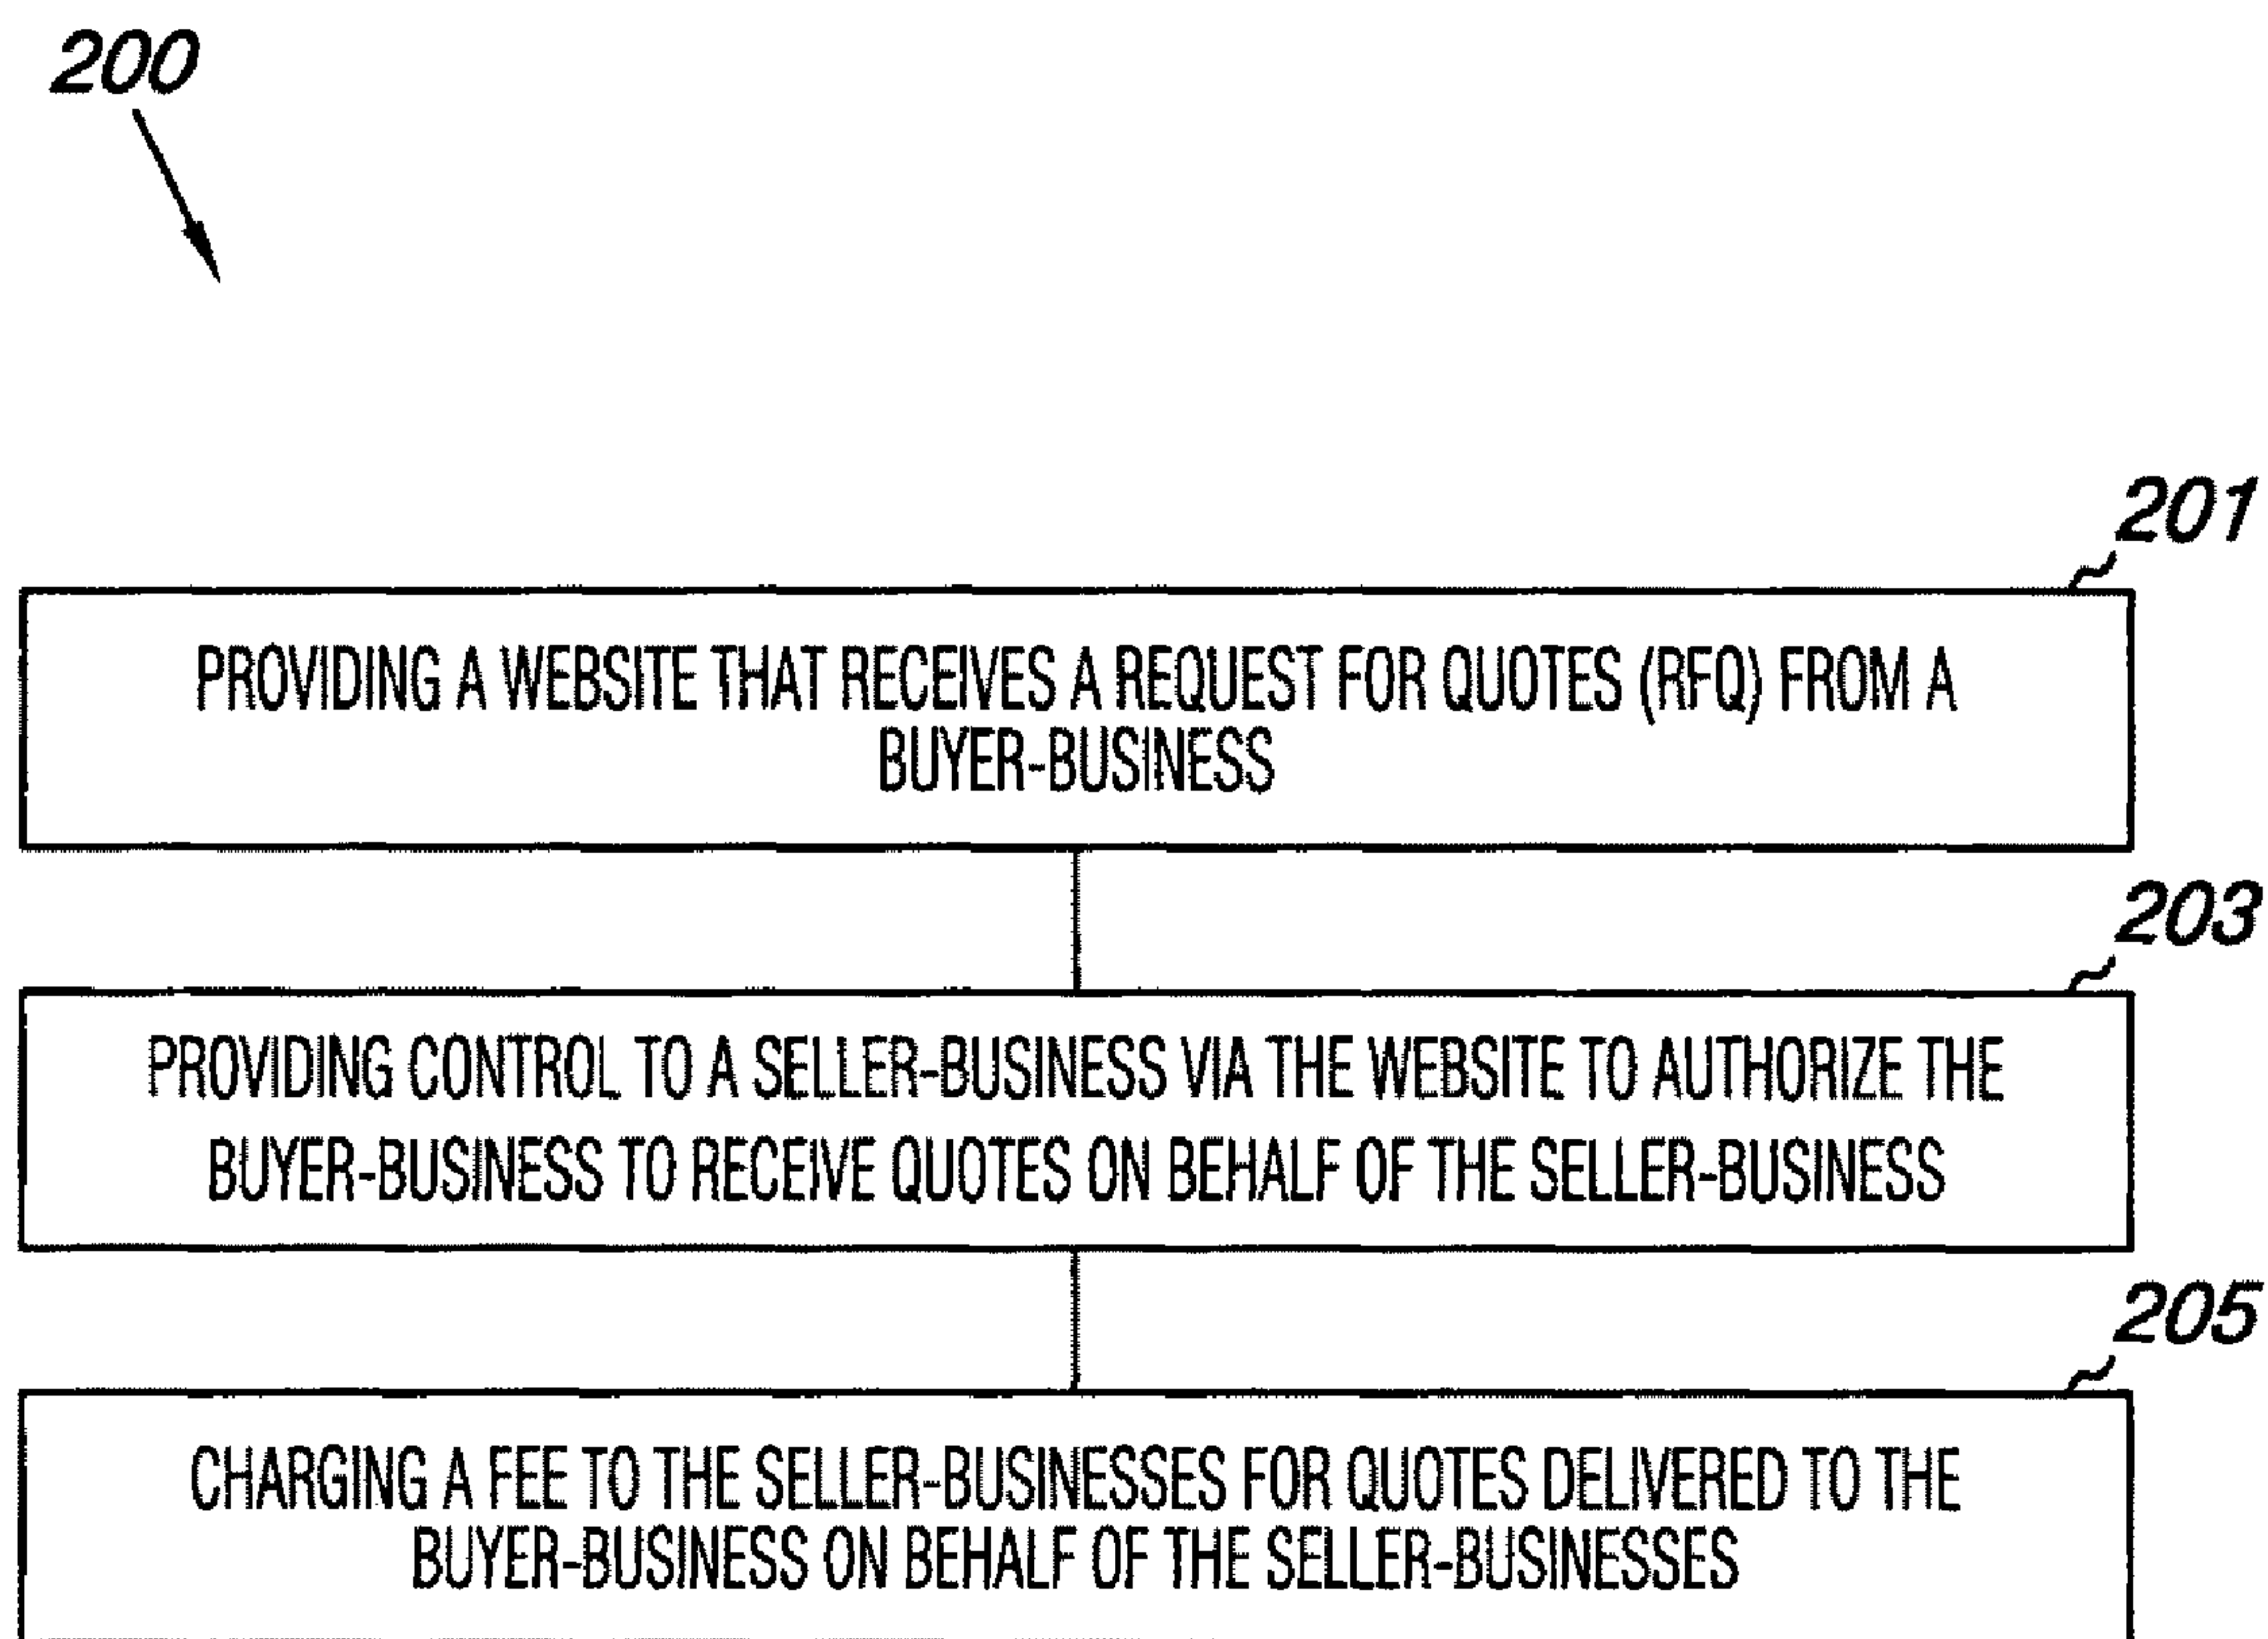 200
201
PROVIDING A WEBSITE THAT RECEIVES A REQUEST FOR QUOTES (RFQ) FROM A
BUYER-BUSINESS
203
PROVIDING CONTROL TO A SELLER-BUSINESS VIA THE WEBSITE TO AUTHORIZE THE
BUYER-BUSINESS TO RECEIVE QUOTES ON BEHALF OF THE SELLER-BUSINESS
205
CHARGING A FEE TO THE SELLER-BUSINESSES FOR QUOTES DELIVERED TO THE
BUYER-BUSINESS ON BEHALF OF THE SELLER-BUSINESSES